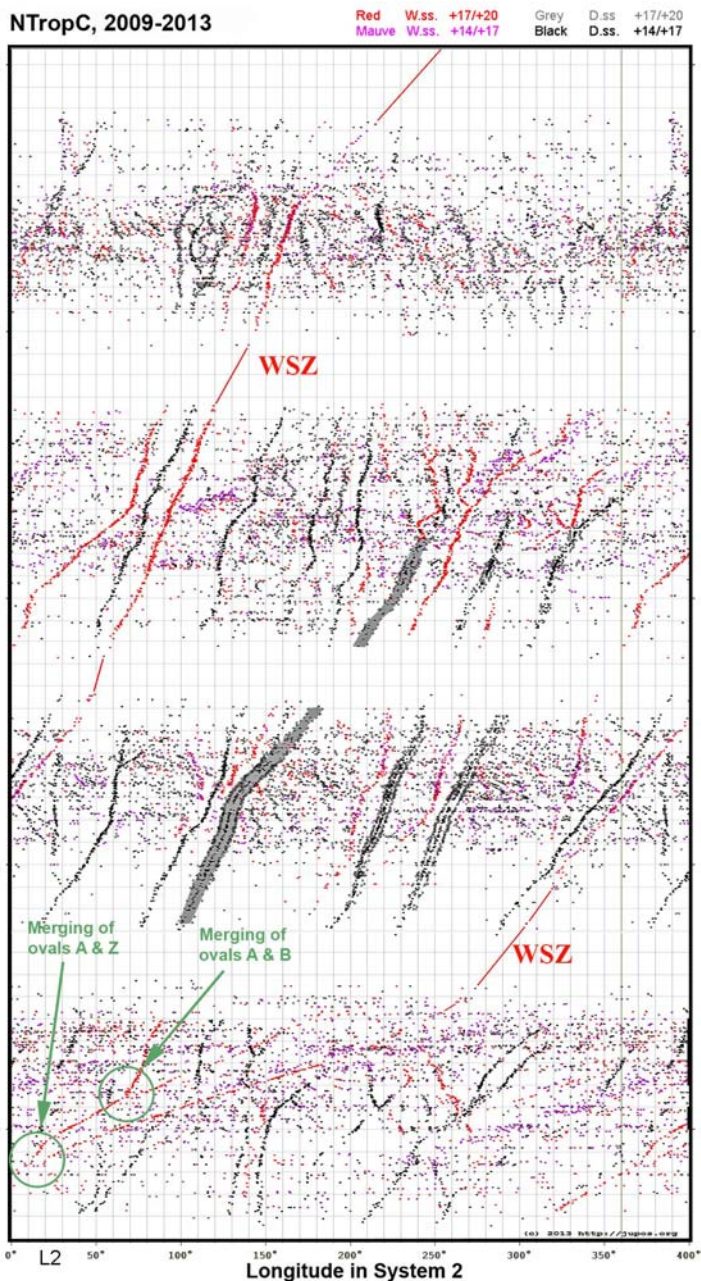 NTropC, 2009-2013
Red W.ss. +17/+20 Grey D.ss +17/+20
Mauve W.ss. +14/+17 Black D.ss. +14/+17
WSZ
Merging of
ovals A & Z
Merging of
ovals A & B
WSZ
(c) 2013 http://jupos.org
0° 50° 100° 150° 200° 250° 300° 350° 400°
L2
Longitude in System 2